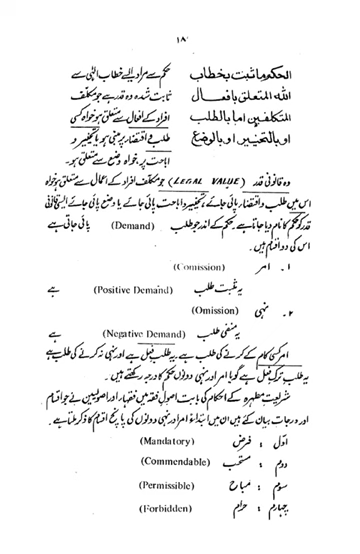 ۱۸
الحكم ما ثبت بخطاب
الله المتعلق بافعال
المكلفين اما بالطلب
او بالتخيير او بالوضع
حکم سے مراد ایسے خطاب الٰہی سے
ثابت شدہ وہ قدر ہے جو مکلف
افراد کے افعال سے متعلق ہو خواہ کسی
طلب و اقتضاء پر مبنی ہو یا تخییر و
اباحت پر خواہ وضع سے متعلق ہو۔
وہ قانونی قدر (LEGAL VALUE) جو مکلف افراد کے اعمال سے متعلق ہو خواہ
اس میں طلب و اقتضاء پائی جائے، تخییر و اباحت پائی جائے یا وضع پائی جائے ایسی قانونی
قدر کو حکم کا نام دیا جاتا ہے۔ حکم کے اندر جو طلب (Demand) پائی جاتی ہے
اس کی دو اقسام ہیں۔
۱۔ امر (Comission)
یہ مثبت طلب (Positive Demand) ہے
۲۔ نہی (Omission)
یہ منفی طلب (Negative Demand) ہے
امر کسی کام کے کرنے کی طلب ہے۔ یہ طلب فعل ہے اور نہی نہ کرنے کی طلب ہے
یہ طلب ترک فعل ہے گویا امر اور نہی دونوں حکم کا درجہ رکھتے ہیں۔
شریعت مطہرہ کے احکام کی بابت اصول فقہ میں فقہاء اور اصولیین نے جو اقسام
اور درجات بیان کئے ہیں ان میں ابتداءً امر اور نہی دونوں کی پانچ اقسام کا ذکر ملتا ہے۔
اول : فرض (Mandatory)
دوم : مستحب (Commendable)
سوم : مباح (Permissible)
چہارم : حرام (Forbidden)